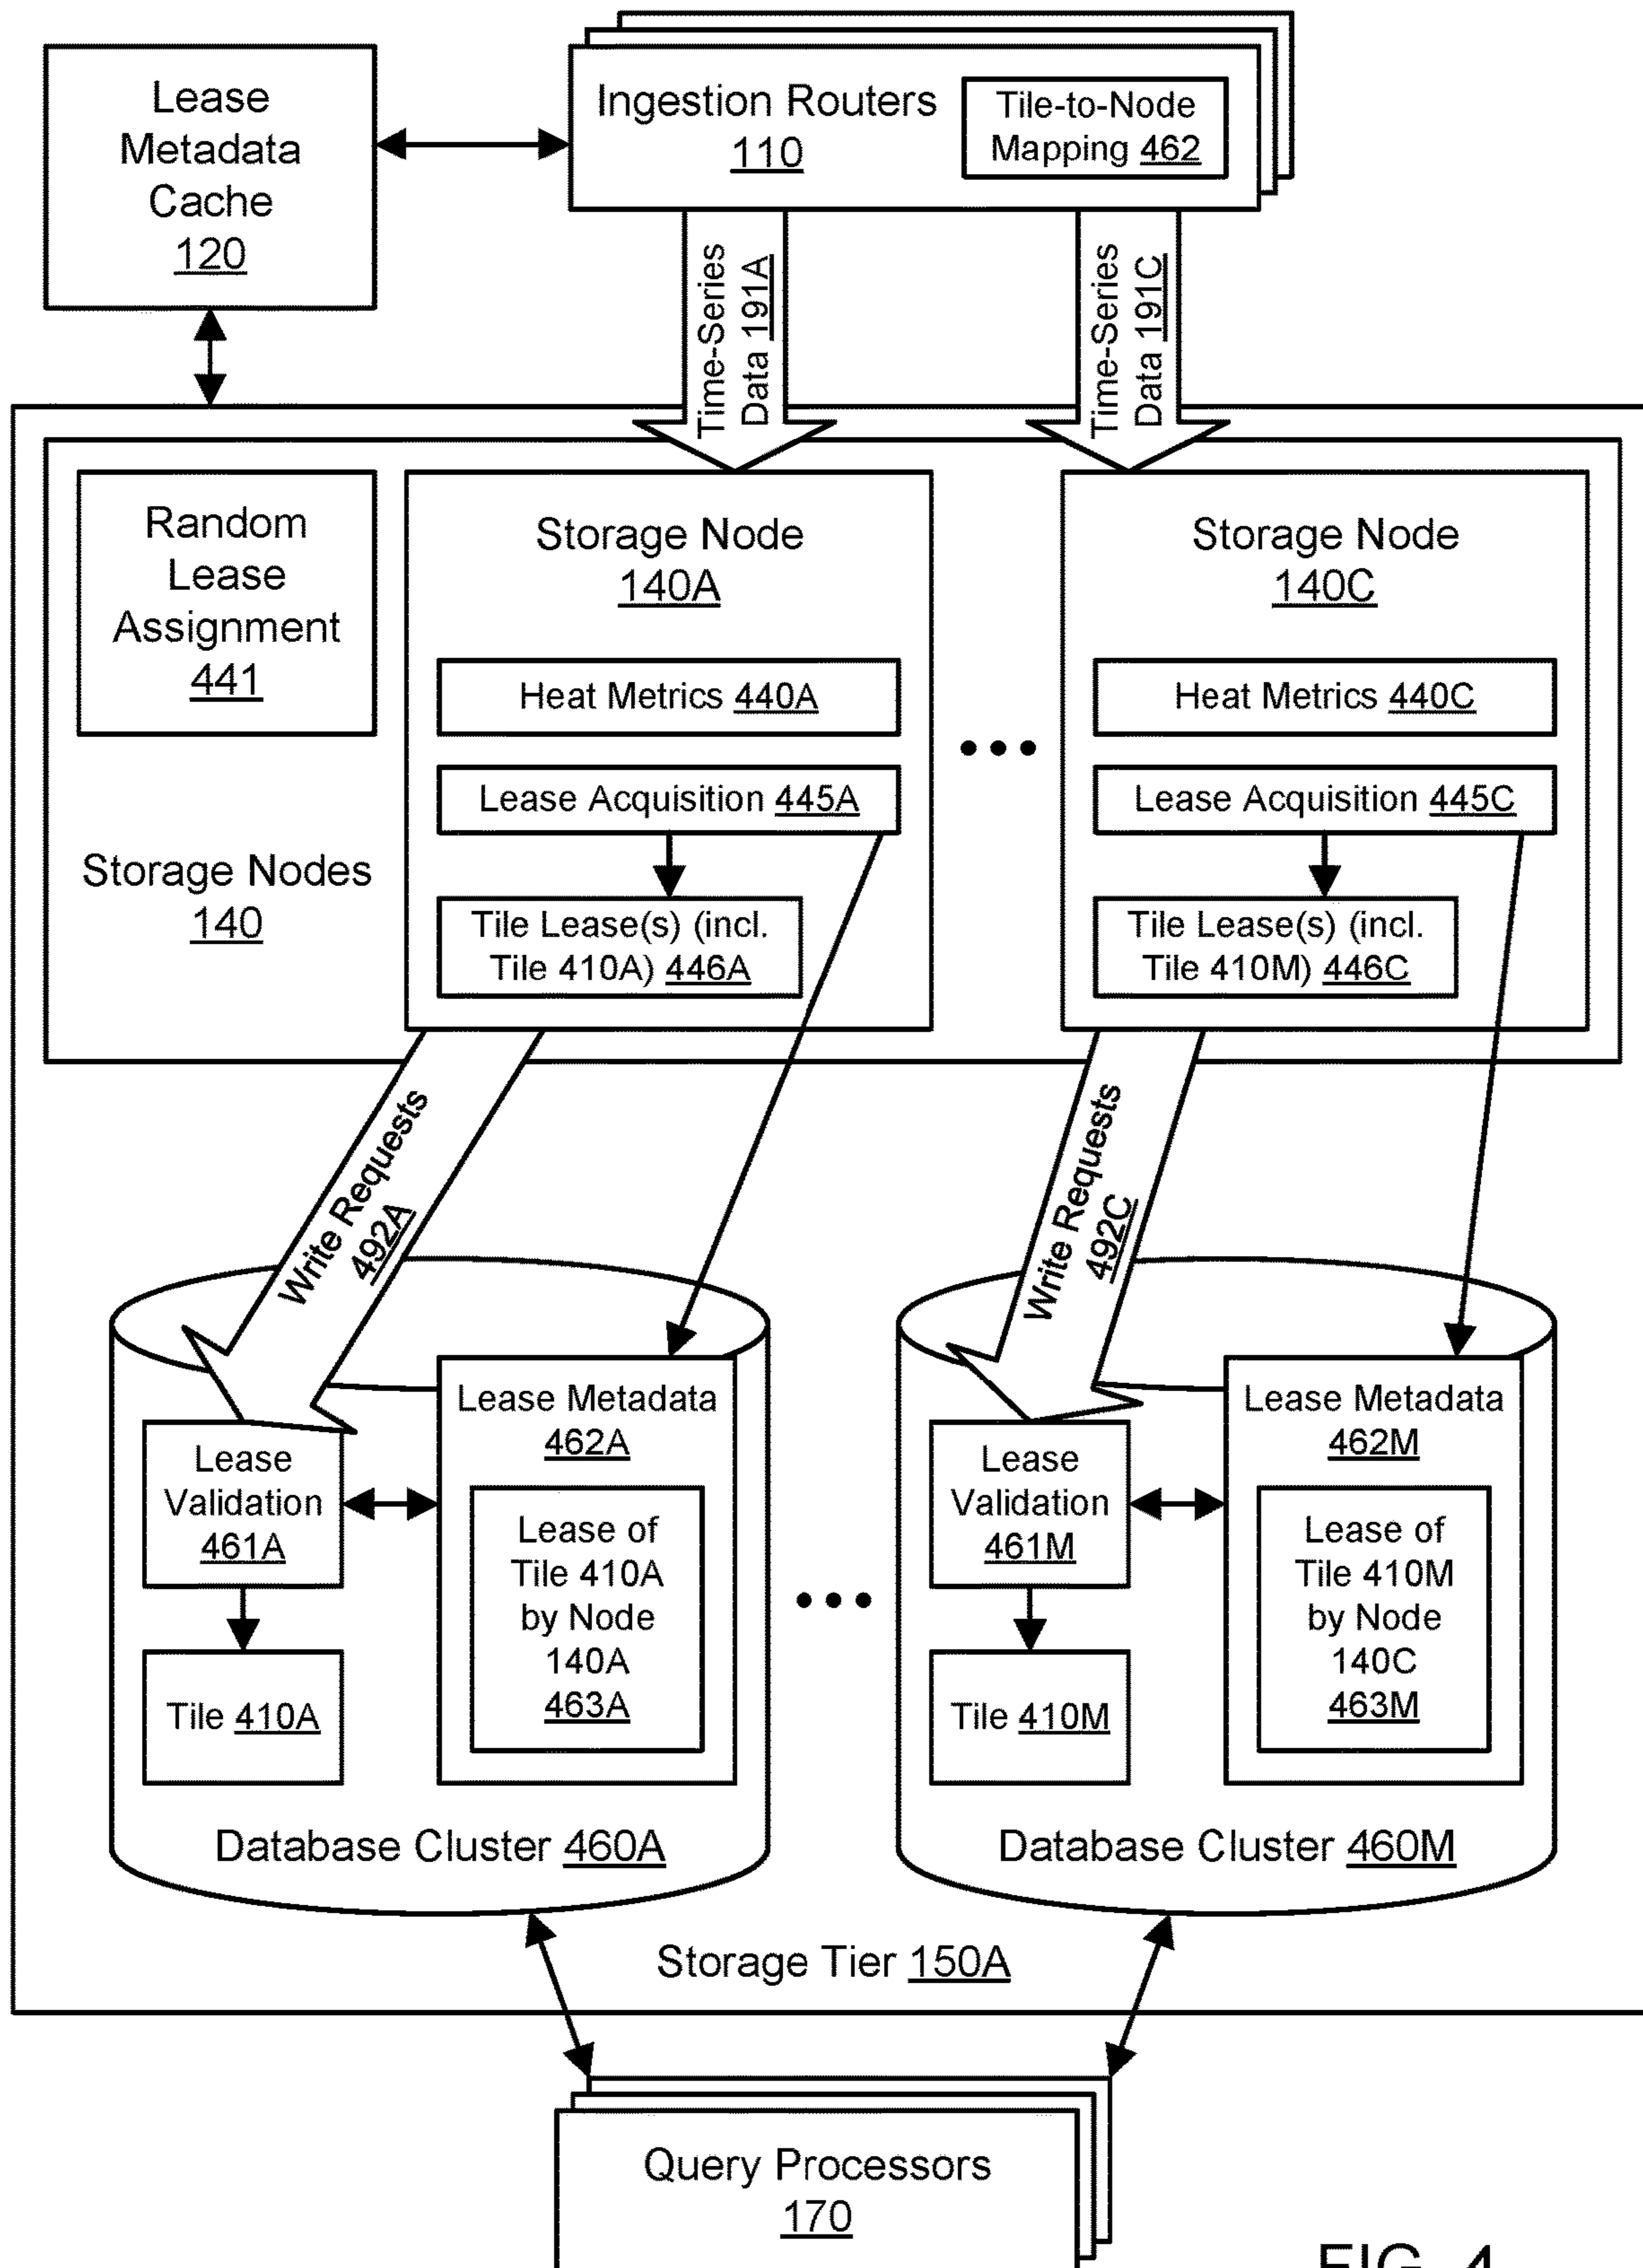 Lease
Metadata
Cache
120
Ingestion Routers
110
Tile-to-Node
Mapping 462
Time-Series
Data 191A
Time-Series
Data 191C
Random
Lease
Assignment
441
Storage Nodes
140
Storage Node
140A
Heat Metrics 440A
Lease Acquisition 445A
Tile Lease(s) (incl.
Tile 410A) 446A
Storage Node
140C
Heat Metrics 440C
Lease Acquisition 445C
Tile Lease(s) (incl.
Tile 410M) 446C
Write Requests
492A
Write Requests
492C
Lease
Validation
461A
Tile 410A
Lease Metadata
462A
Lease of
Tile 410A
by Node
140A
463A
Database Cluster 460A
Lease
Validation
461M
Tile 410M
Lease Metadata
462M
Lease of
Tile 410M
by Node
140C
463M
Database Cluster 460M
Storage Tier 150A
Query Processors
170
FIG. 4